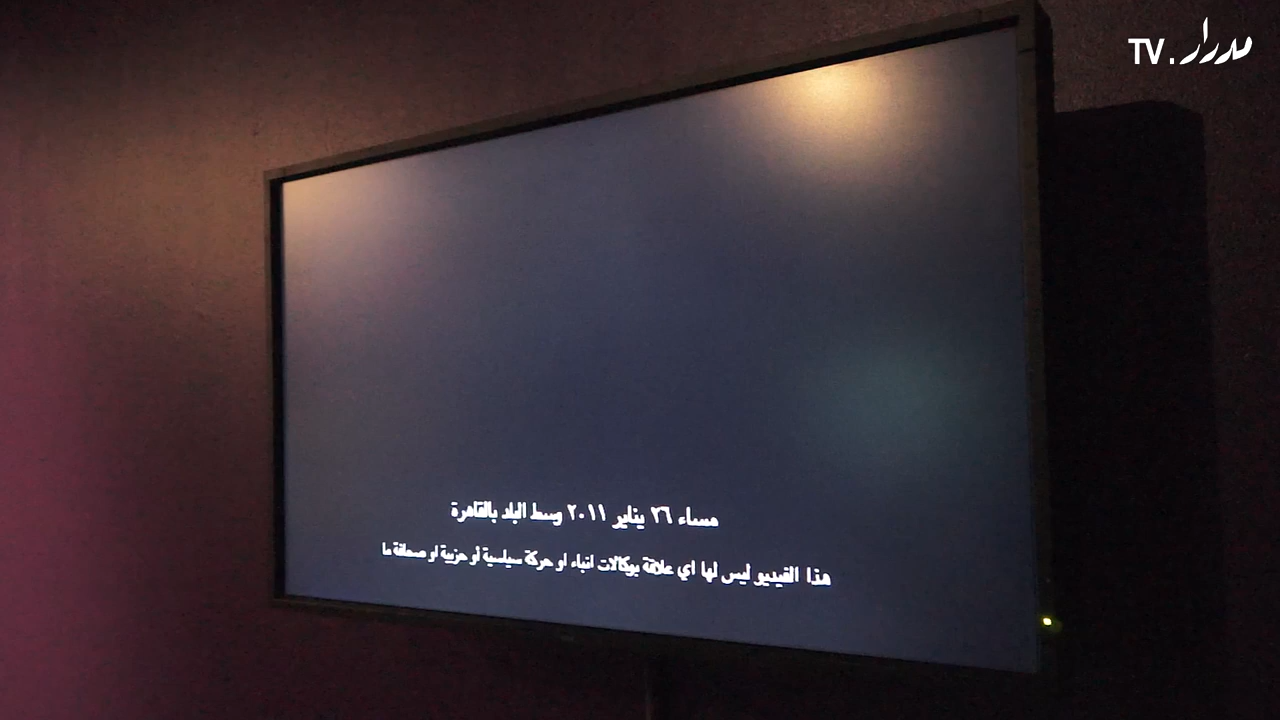 مدرار.TV
مساء ٢٦ يناير ٢٠١١ وسط البلد بالقاهرة
هذا الفيديو ليس لها اي علاقة بوكالات انباء او حركة سياسية أو حزبية او صحافة ما